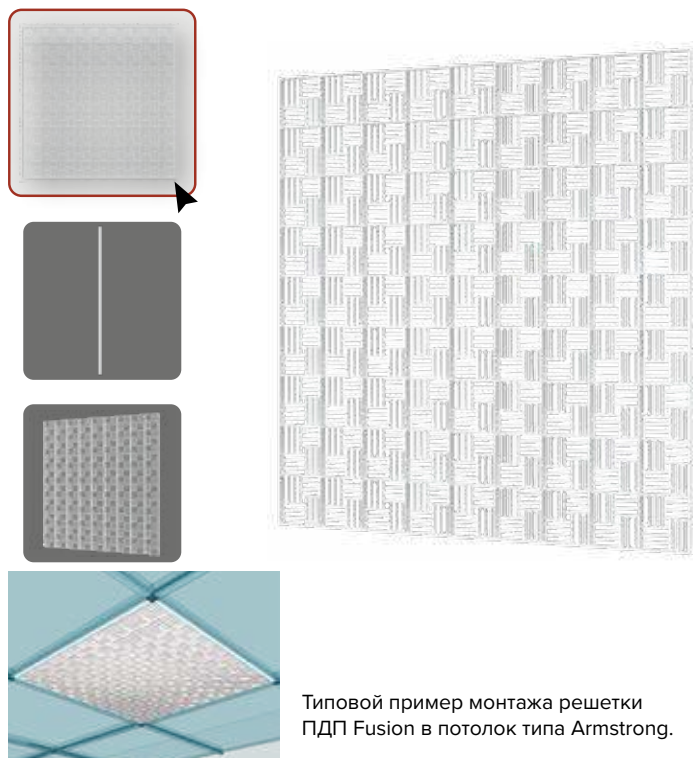 Типовой пример монтажа решетки
ПДП Fusion в потолок типа Armstrong.